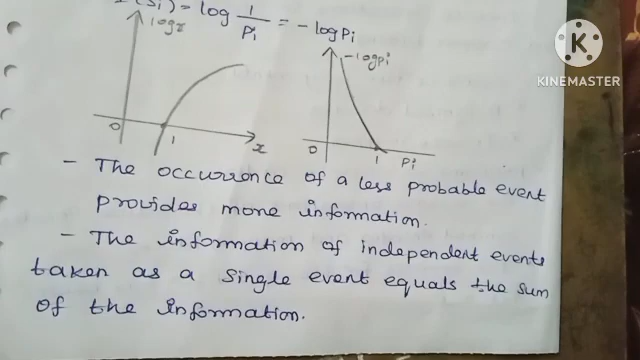 I(Si) = log 1/Pi = - log Pi
log x
-log pi
0 1 x
0 1 Pi
- The occurrence of a less probable event
provides more information.
- The information of independent events
taken as a single event equals the sum
of the information.
K
KINEMASTER